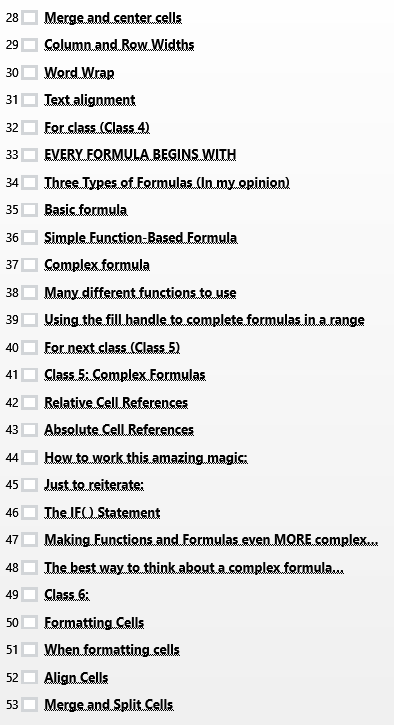 28 Merge and center cells
29 Column and Row Widths
30 Word Wrap
31 Text alignment
32 For class (Class 4)
33 EVERY FORMULA BEGINS WITH
34 Three Types of Formulas (In my opinion)
35 Basic formula
36 Simple Function-Based Formula
37 Complex formula
38 Many different functions to use
39 Using the fill handle to complete formulas in a range
40 For next class (Class 5)
41 Class 5: Complex Formulas
42 Relative Cell References
43 Absolute Cell References
44 How to work this amazing magic:
45 Just to reiterate:
46 The IF( ) Statement
47 Making Functions and Formulas even MORE complex...
48 The best way to think about a complex formula...
49 Class 6:
50 Formatting Cells
51 When formatting cells
52 Align Cells
53 Merge and Split Cells